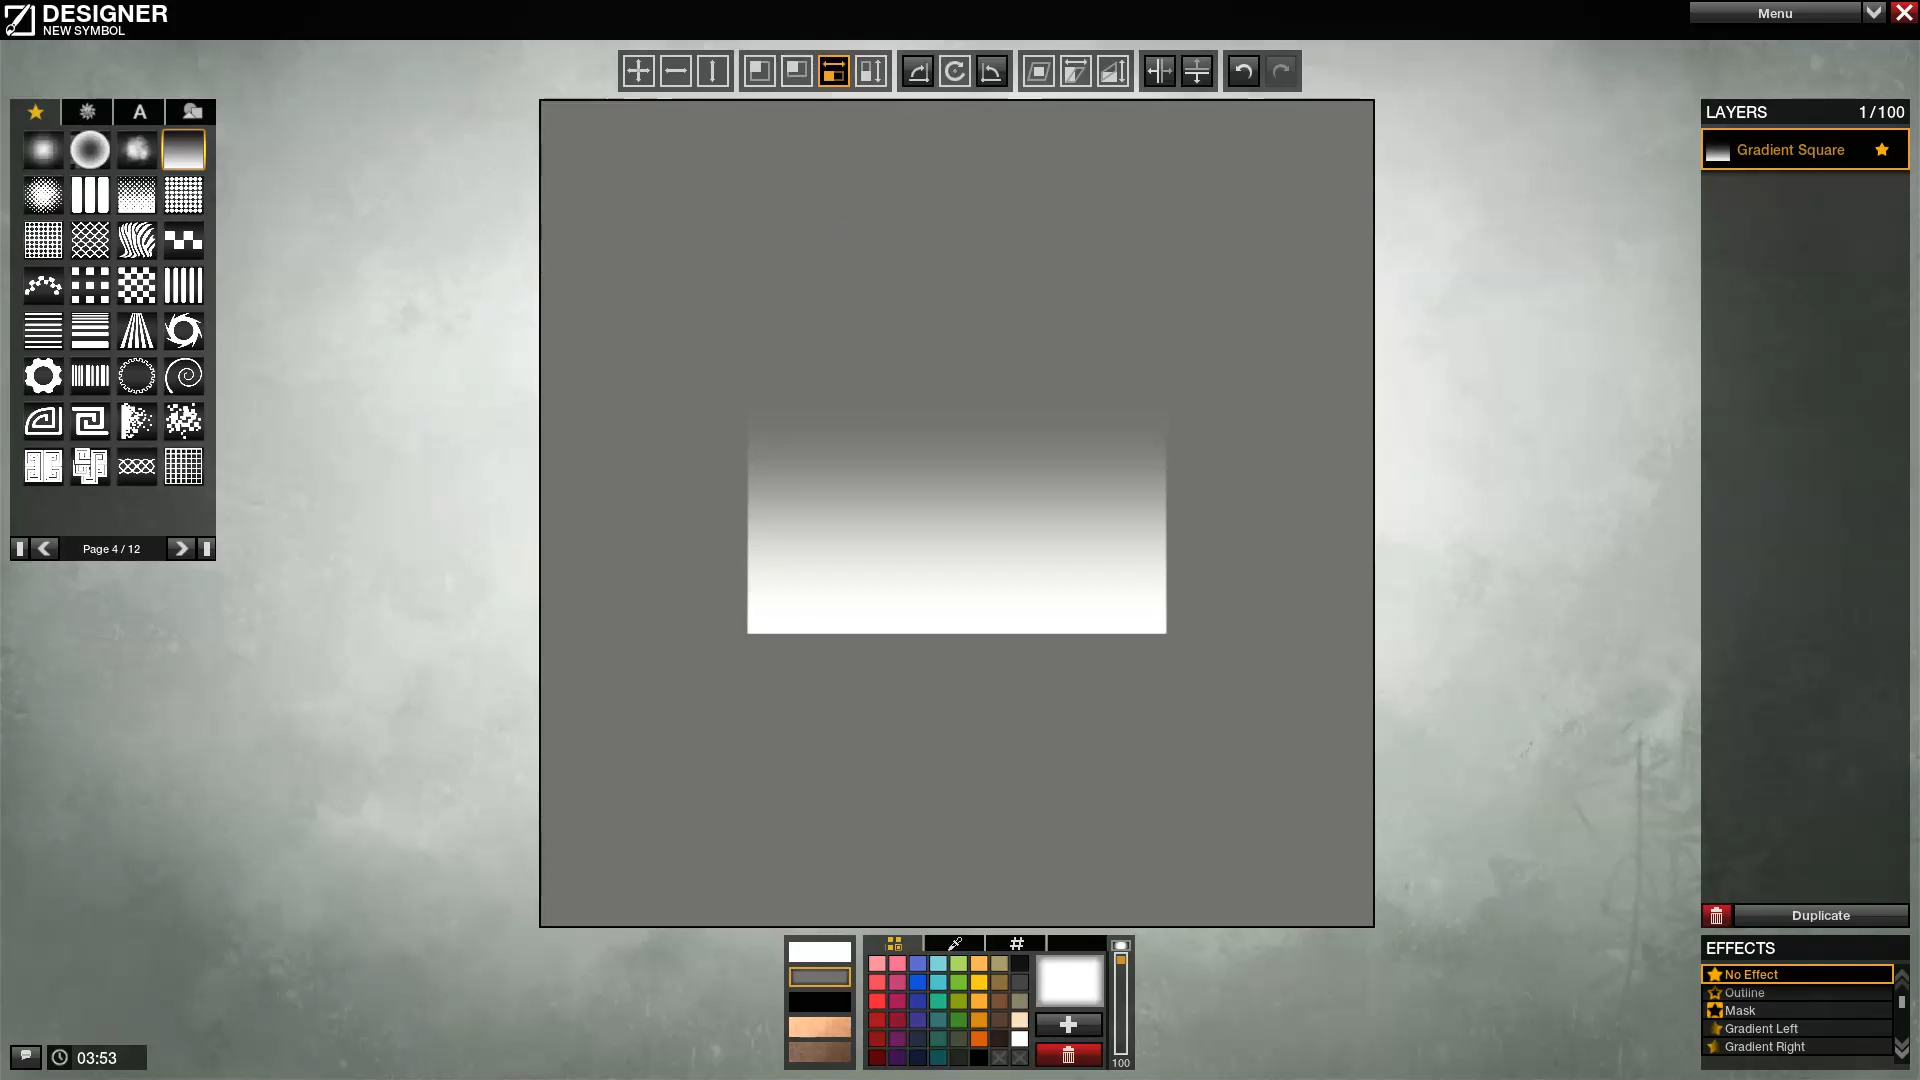 DESIGNER
NEW SYMBOL
Menu
A
LAYERS 1/100
Gradient Square
Page 4 / 12
Duplicate
EFFECTS
No Effect
Outline
Mask
Gradient Left
Gradient Right
#
100
03:53